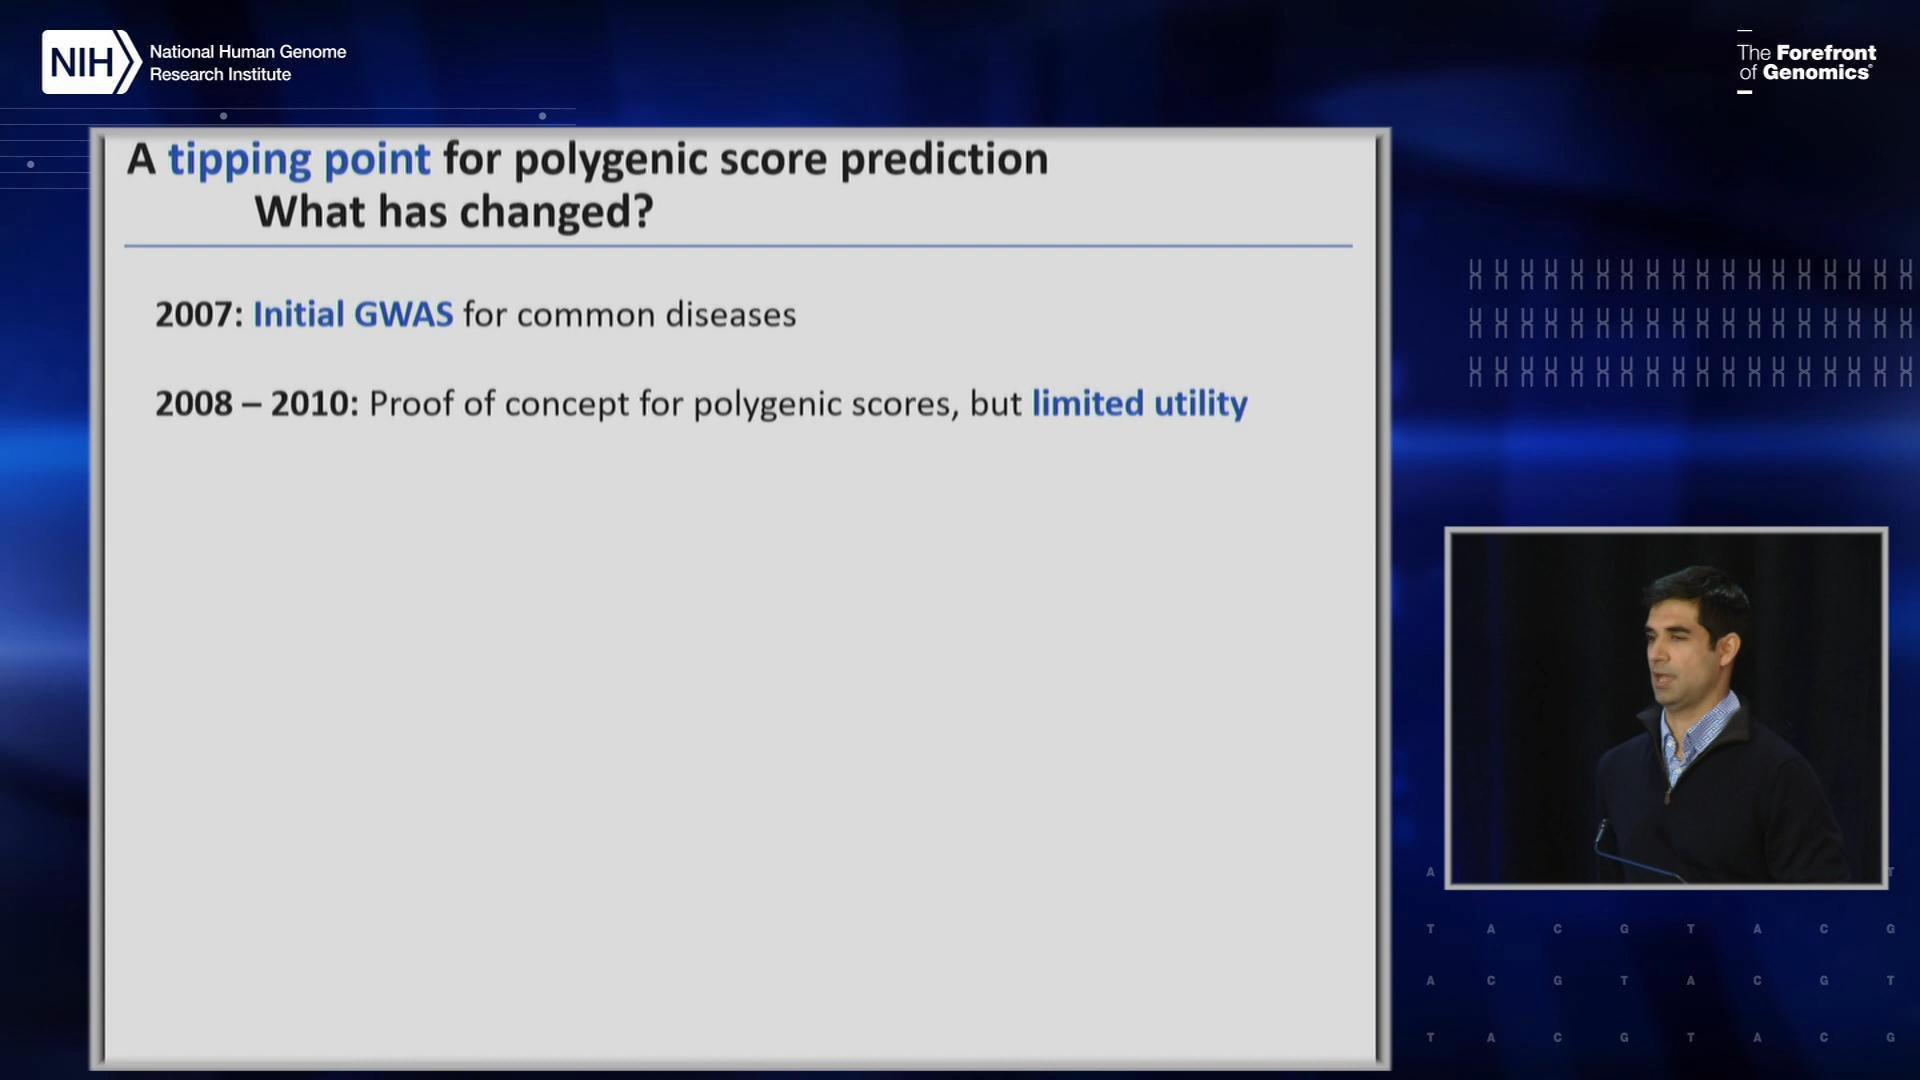 NIH
National Human Genome
Research Institute
The Forefront
of Genomics®
A tipping point for polygenic score prediction
What has changed?
2007: Initial GWAS for common diseases
2008 – 2010: Proof of concept for polygenic scores, but limited utility
A T
T A C G T A C G
A C G T A C G T
T A C G T A C G